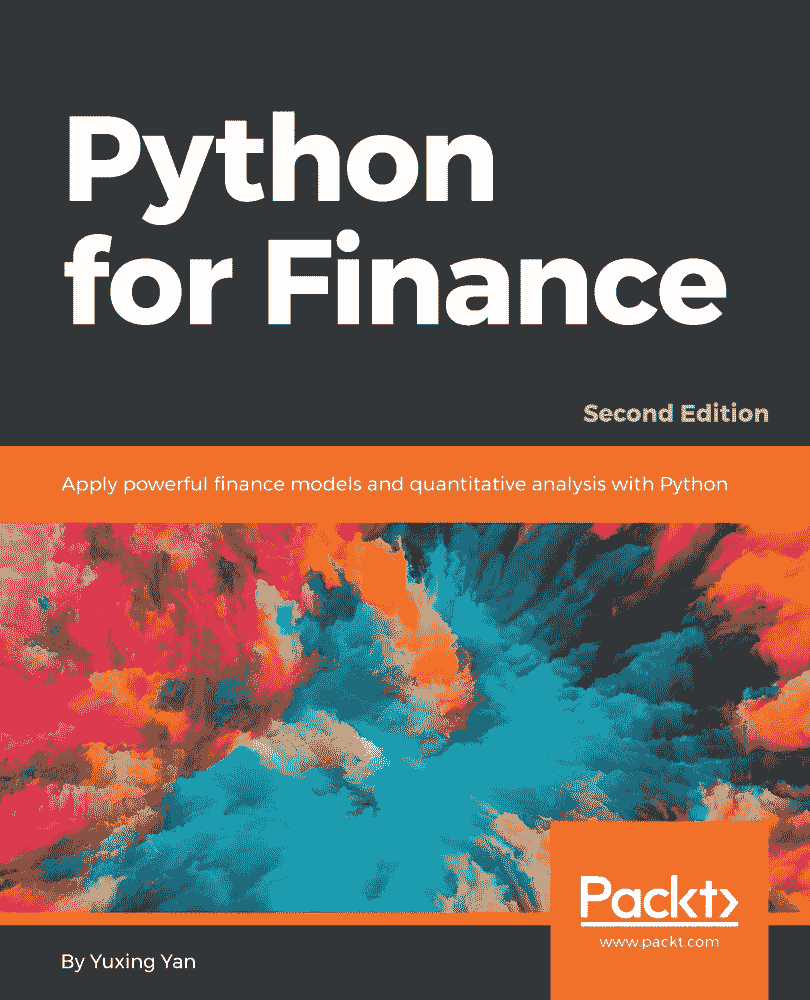 Python
for Finance
Second Edition
Apply powerful finance models and quantitative analysis with Python
Packt>
www.packt.com
By Yuxing Yan